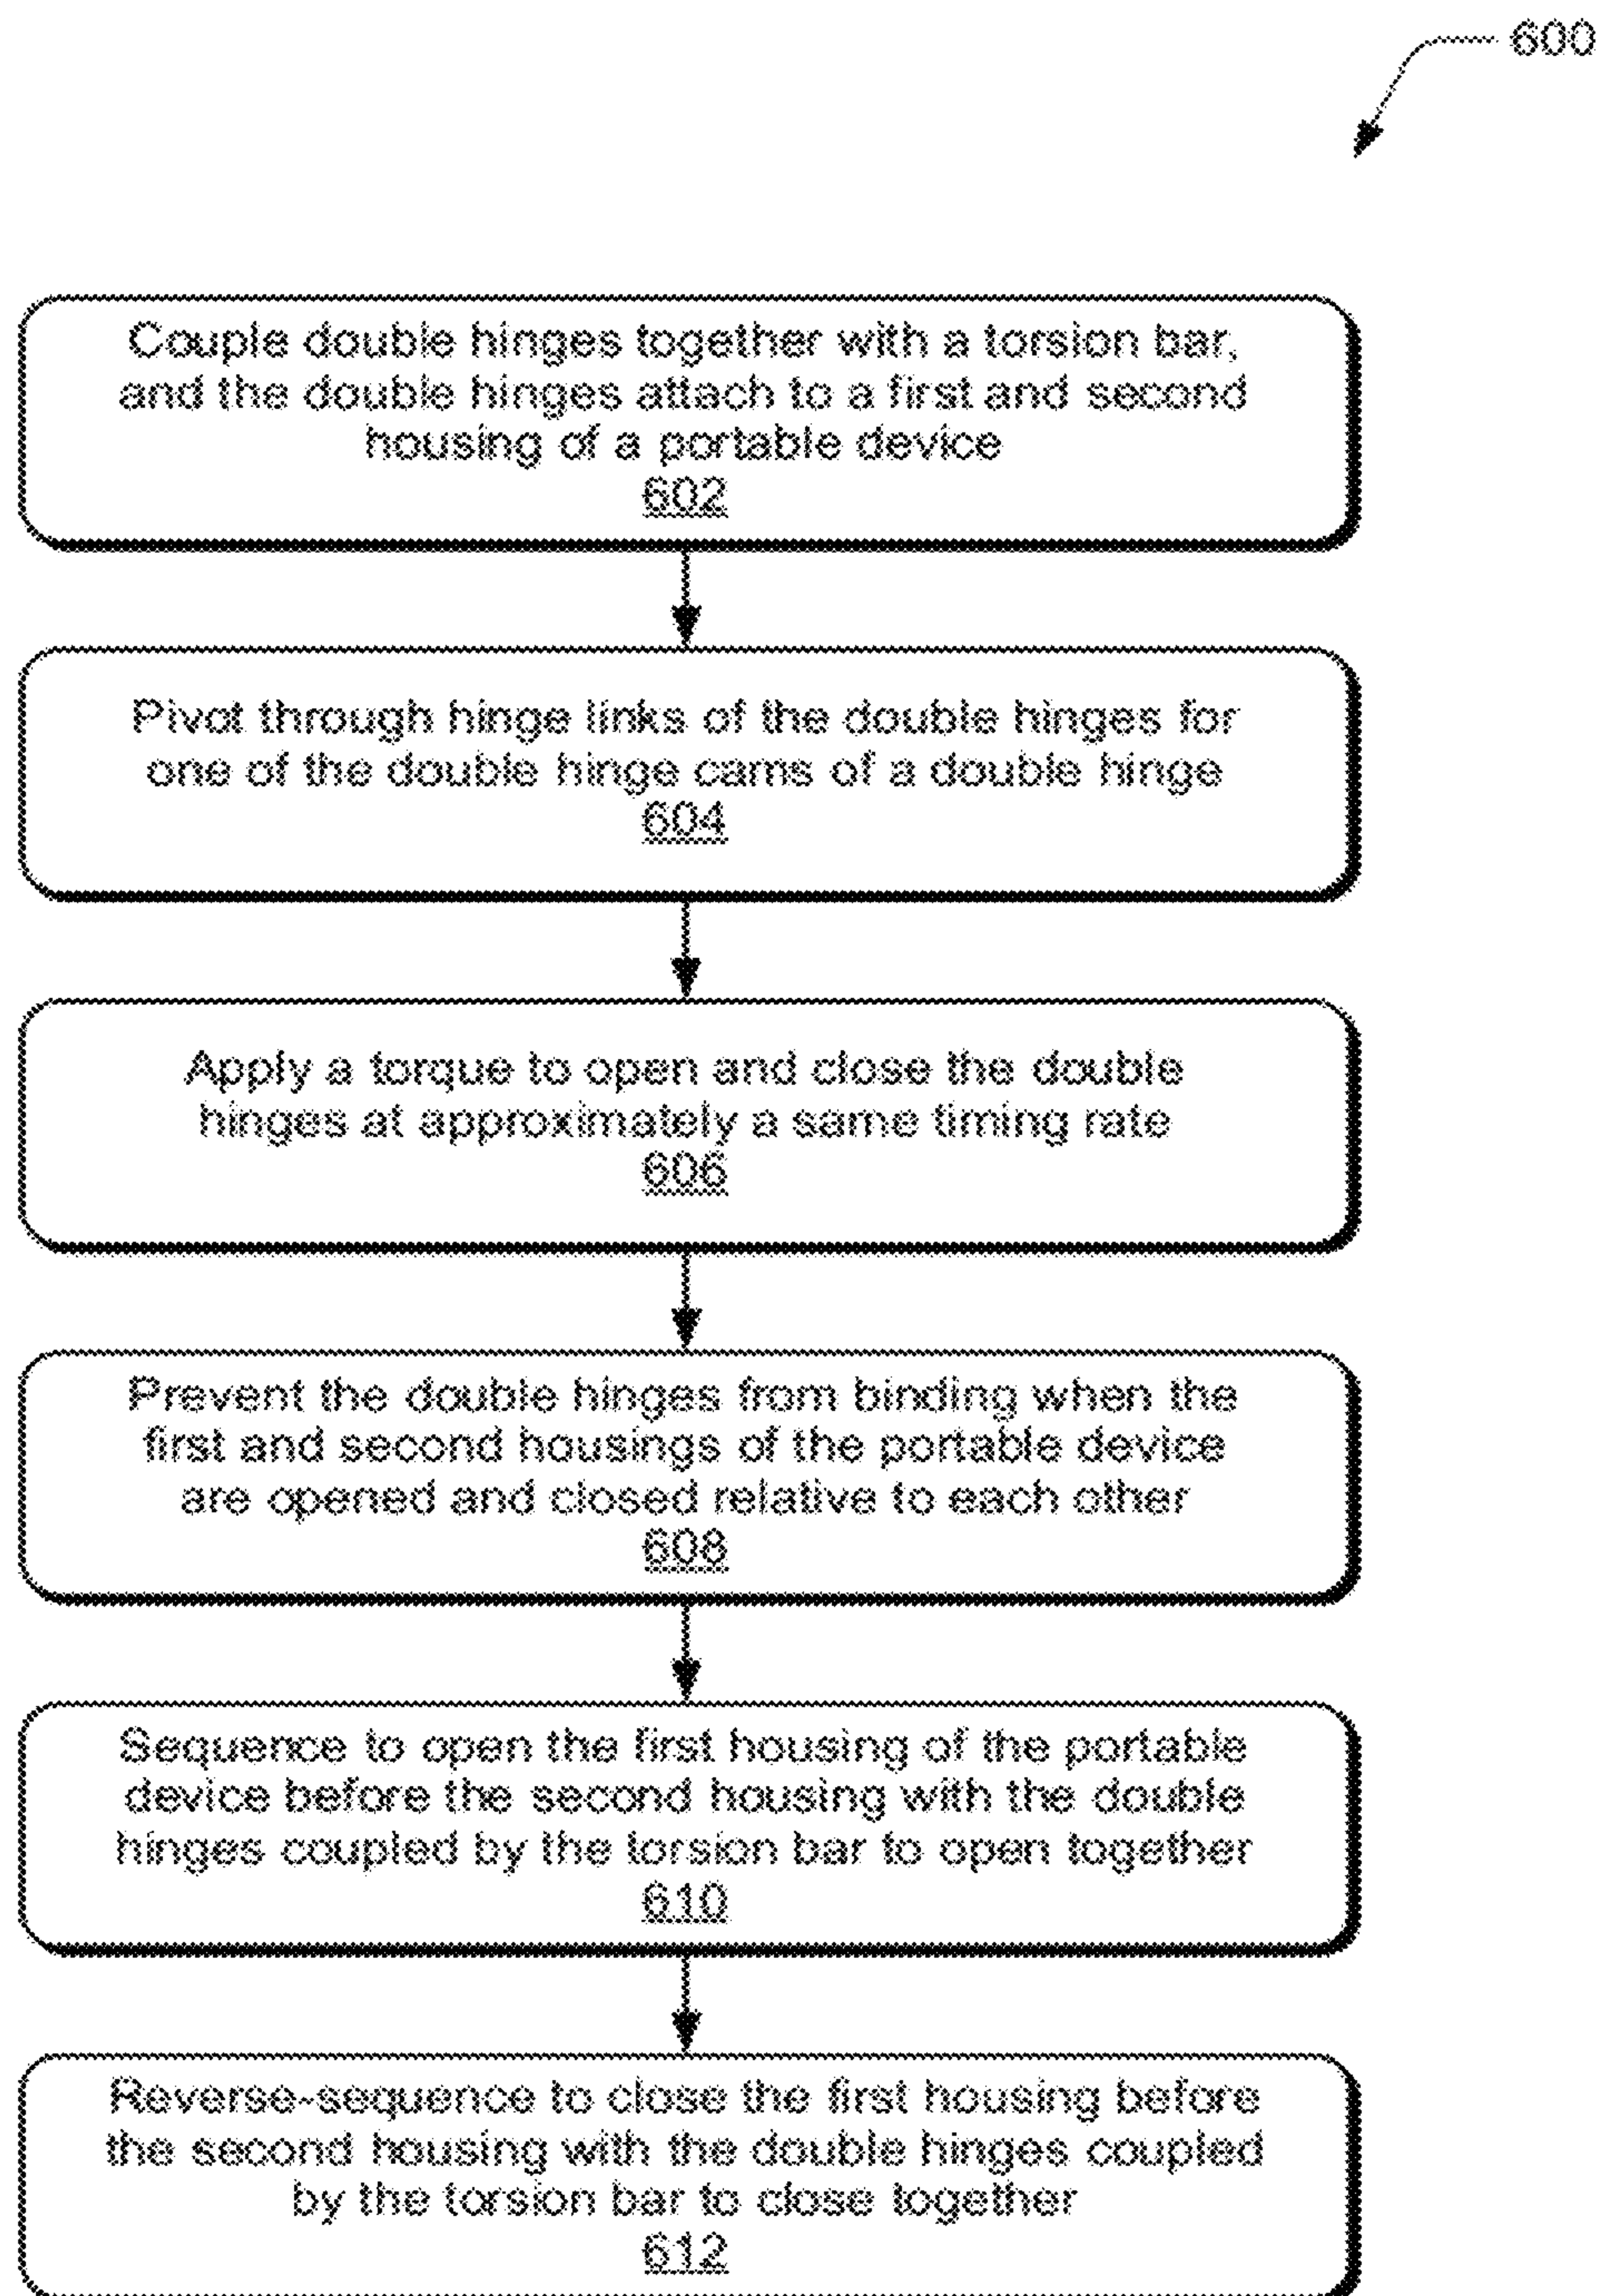 600
Couple double hinges together with a torsion bar,
and the double hinges attach to a first and second
housing of a portable device
602
Pivot through hinge links of the double hinges for
one of the double hinge cams of a double hinge
604
Apply a torque to open and close the double
hinges at approximately a same timing rate
606
Prevent the double hinges from binding when the
first and second housings of the portable device
are opened and closed relative to each other
608
Sequence to open the first housing of the portable
device before the second housing with the double
hinges coupled by the torsion bar to open together
610
Reverse-sequence to close the first housing before
the second housing with the double hinges coupled
by the torsion bar to close together
612